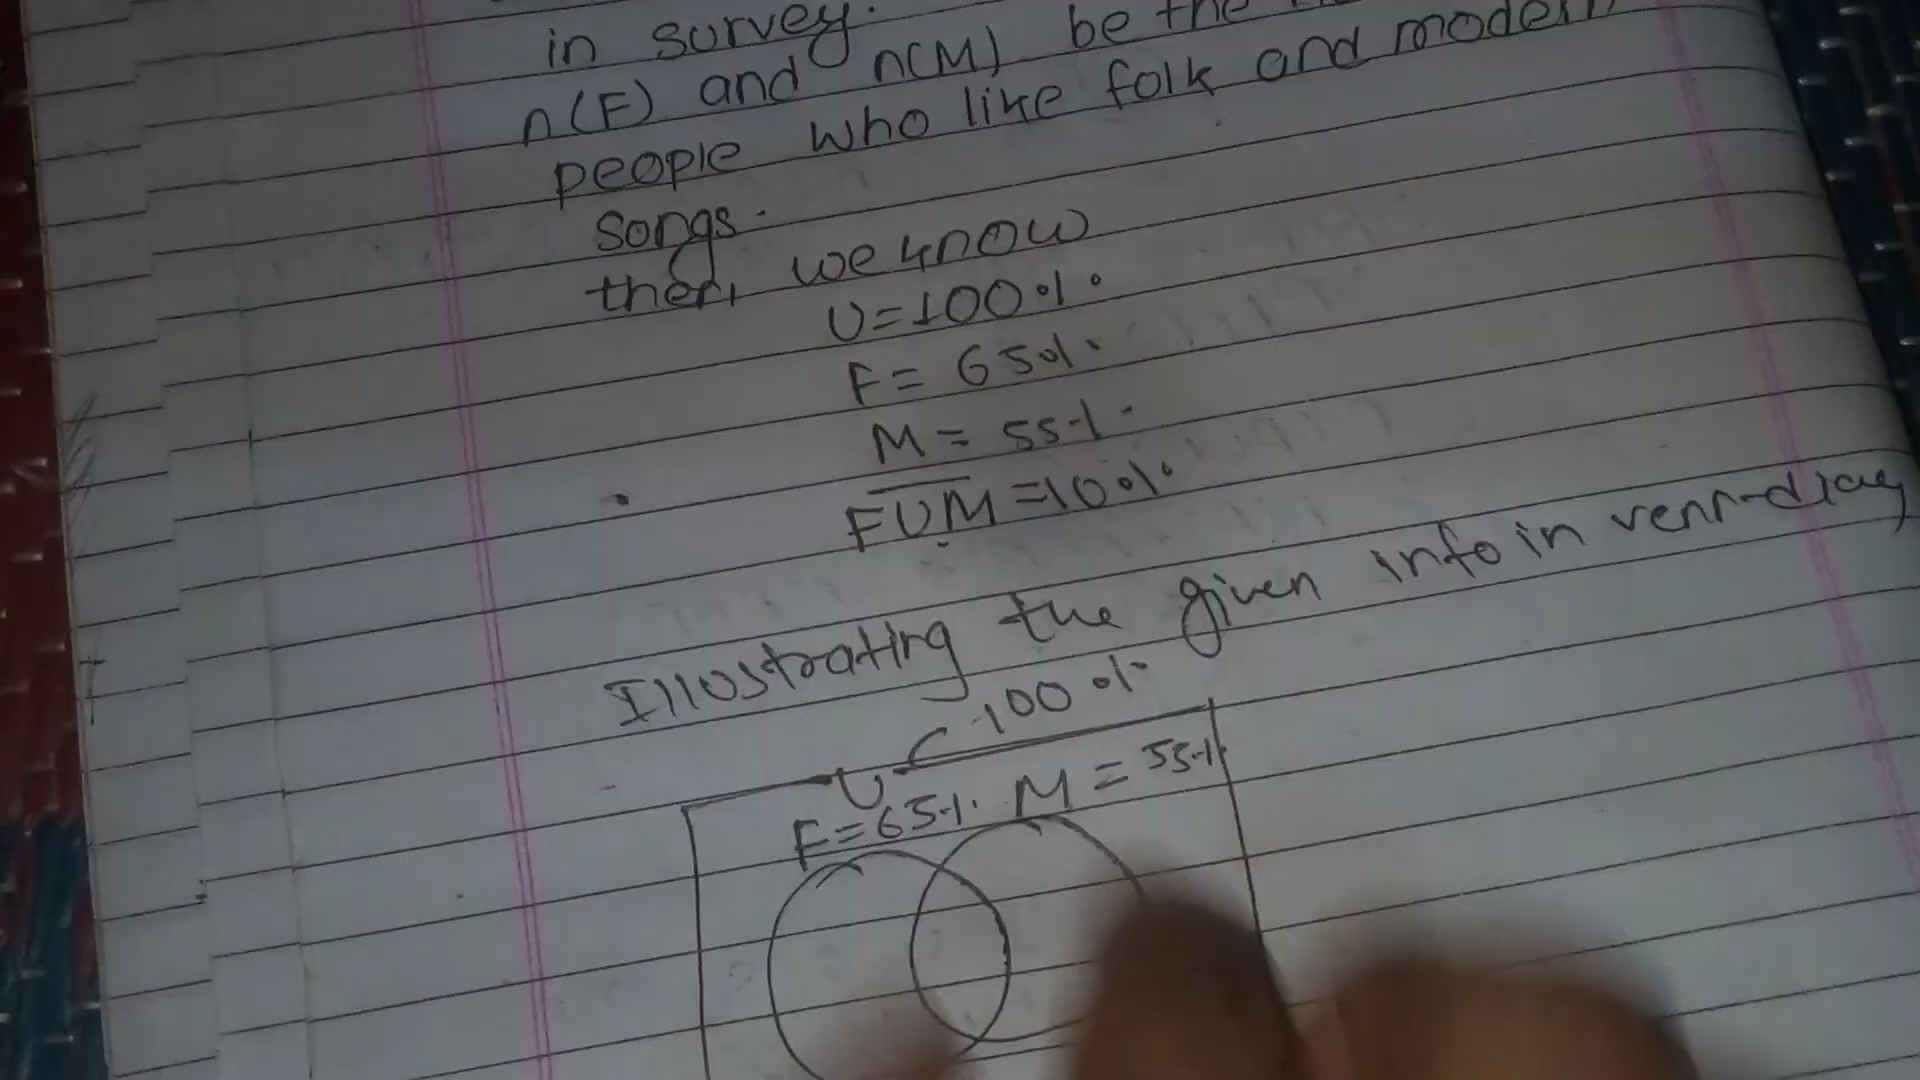 in survey.
n(F) and n(M) be the
people who like folk and modern
songs.
then, we know
U=100%
F= 65%
M = 55%
F∪M =10%
Illustrating the given info in venn-diag
100%
U
F=65% M = 55%